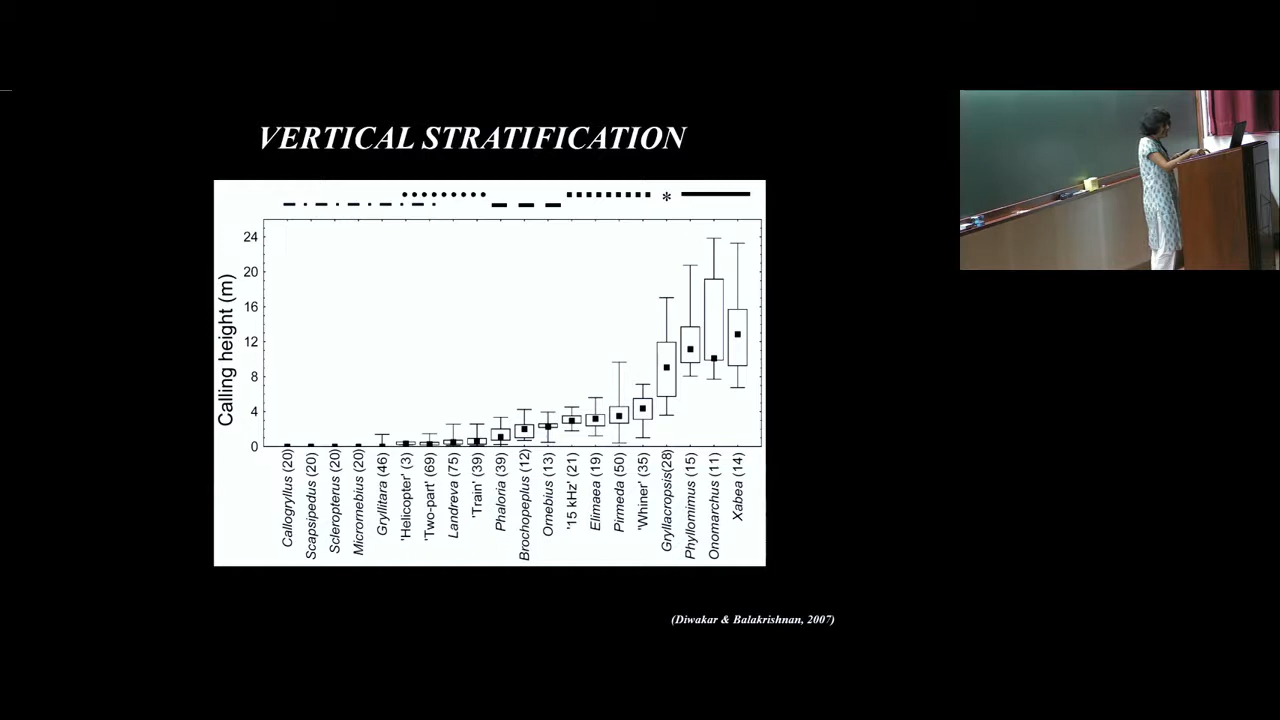 VERTICAL STRATIFICATION
*
Calling height (m)
24
20
16
12
8
4
0
Callogryllus (20)
Scapsipedus (20)
Scleropterus (20)
Micrornebius (20)
Gryllitara (46)
'Helicopter' (3)
'Two-part' (69)
Landreva (75)
'Train' (39)
Phaloria (39)
Brochopeplus (12)
Ornebius (13)
'15 kHz' (21)
Elimaea (19)
Pirmeda (50)
'Whiner' (35)
Gryllacropsis(28)
Phyllomimus (15)
Onomarchus (11)
Xabea (14)
(Diwakar & Balakrishnan, 2007)